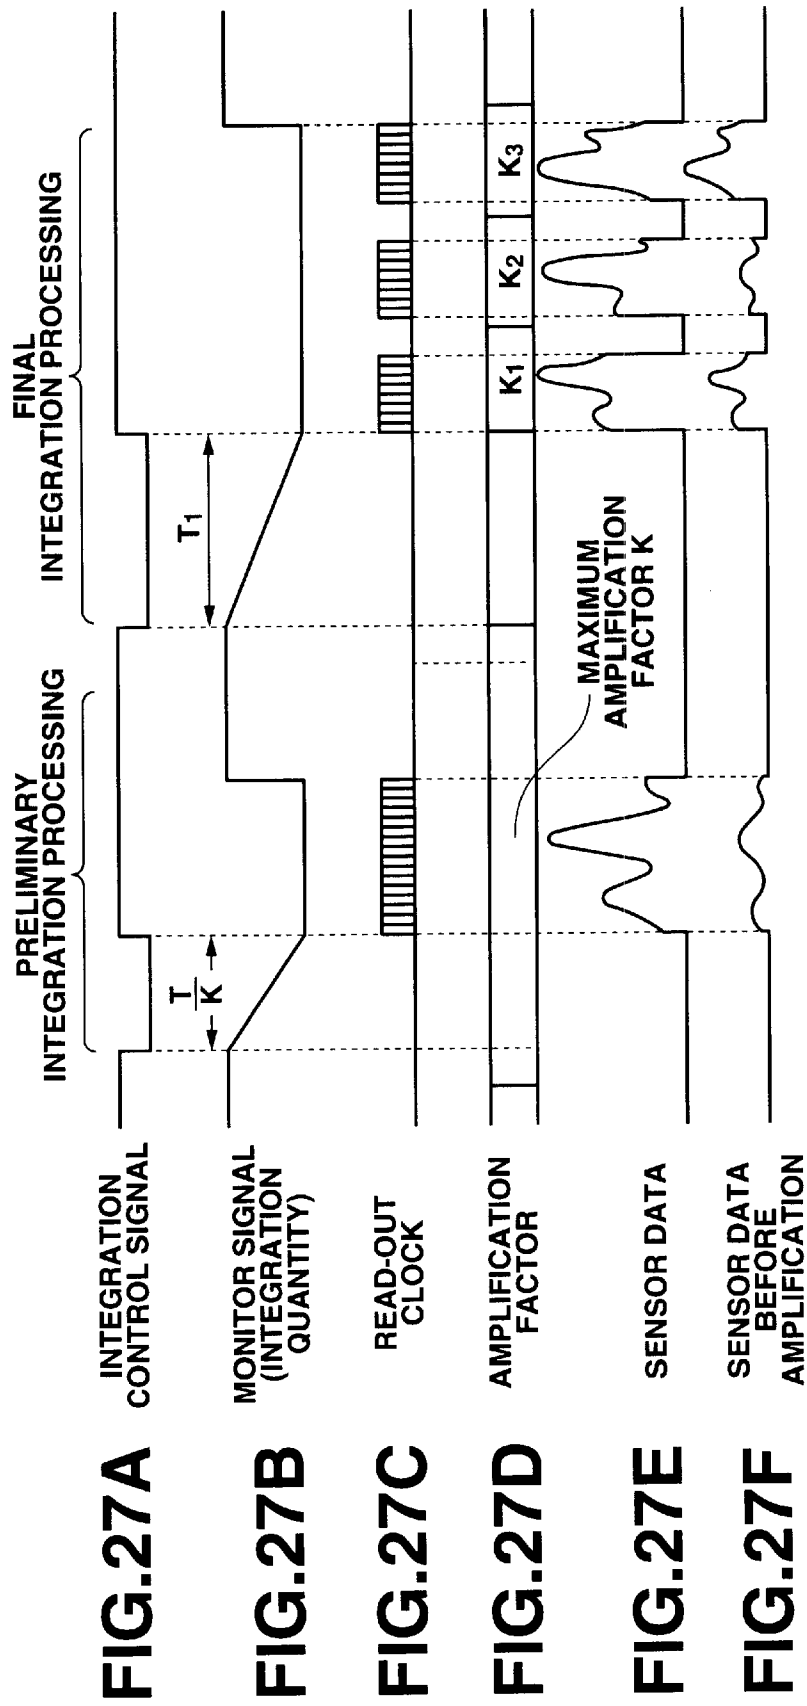 PRELIMINARY
INTEGRATION PROCESSING
FINAL
INTEGRATION PROCESSING
FIG.27A
INTEGRATION
CONTROL SIGNAL
FIG.27B
MONITOR SIGNAL
(INTEGRATION
QUANTITY)
T
K
T1
FIG.27C
READ-OUT
CLOCK
FIG.27D
AMPLIFICATION
FACTOR
K1
K2
K3
MAXIMUM
AMPLIFICATION
FACTOR K
FIG.27E
SENSOR DATA
FIG.27F
SENSOR DATA
BEFORE
AMPLIFICATION